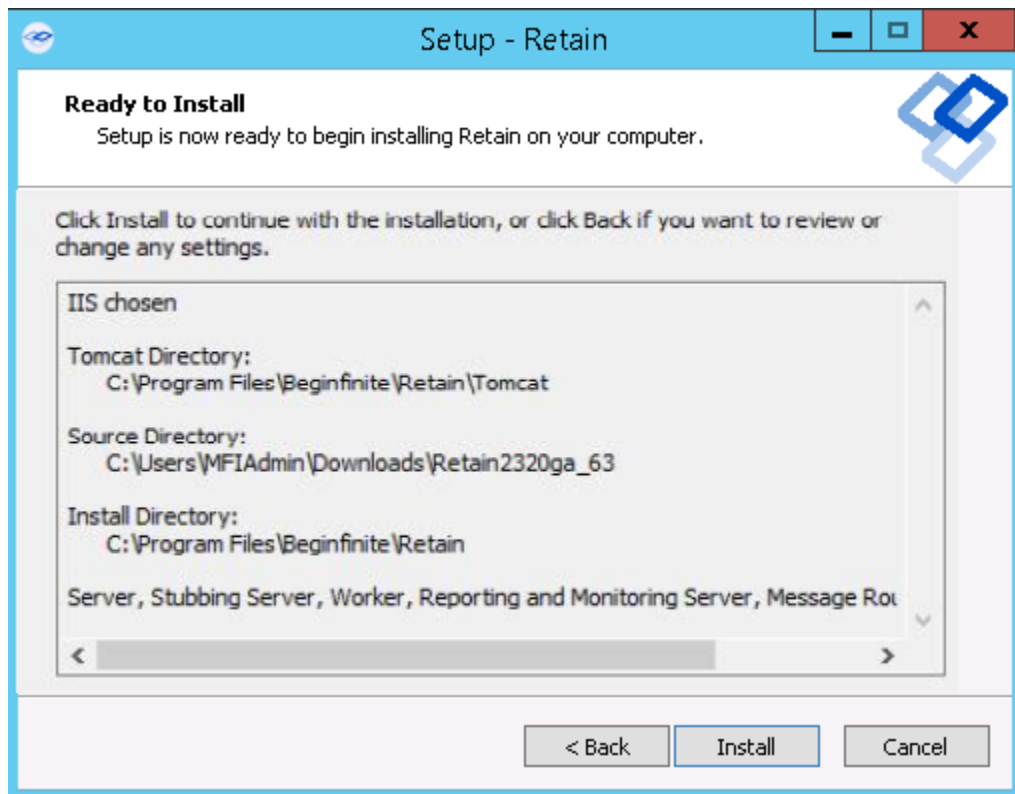 Setup - Retain
Ready to Install
Setup is now ready to begin installing Retain on your computer.
Click Install to continue with the installation, or click Back if you want to review or
change any settings.
IIS chosen
Tomcat Directory:
C:\Program Files\Beginfinite\Retain\Tomcat
Source Directory:
C:\Users\MFIAdmin\Downloads\Retain2320ga_63
Install Directory:
C:\Program Files\Beginfinite\Retain
Server, Stubbing Server, Worker, Reporting and Monitoring Server, Message Rou
< Back
Install
Cancel